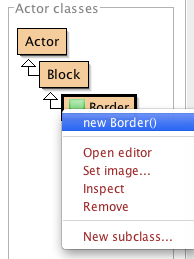 Actor classes
Actor
Block
Border
new Border()
Open editor
Set image...
Inspect
Remove
New subclass...